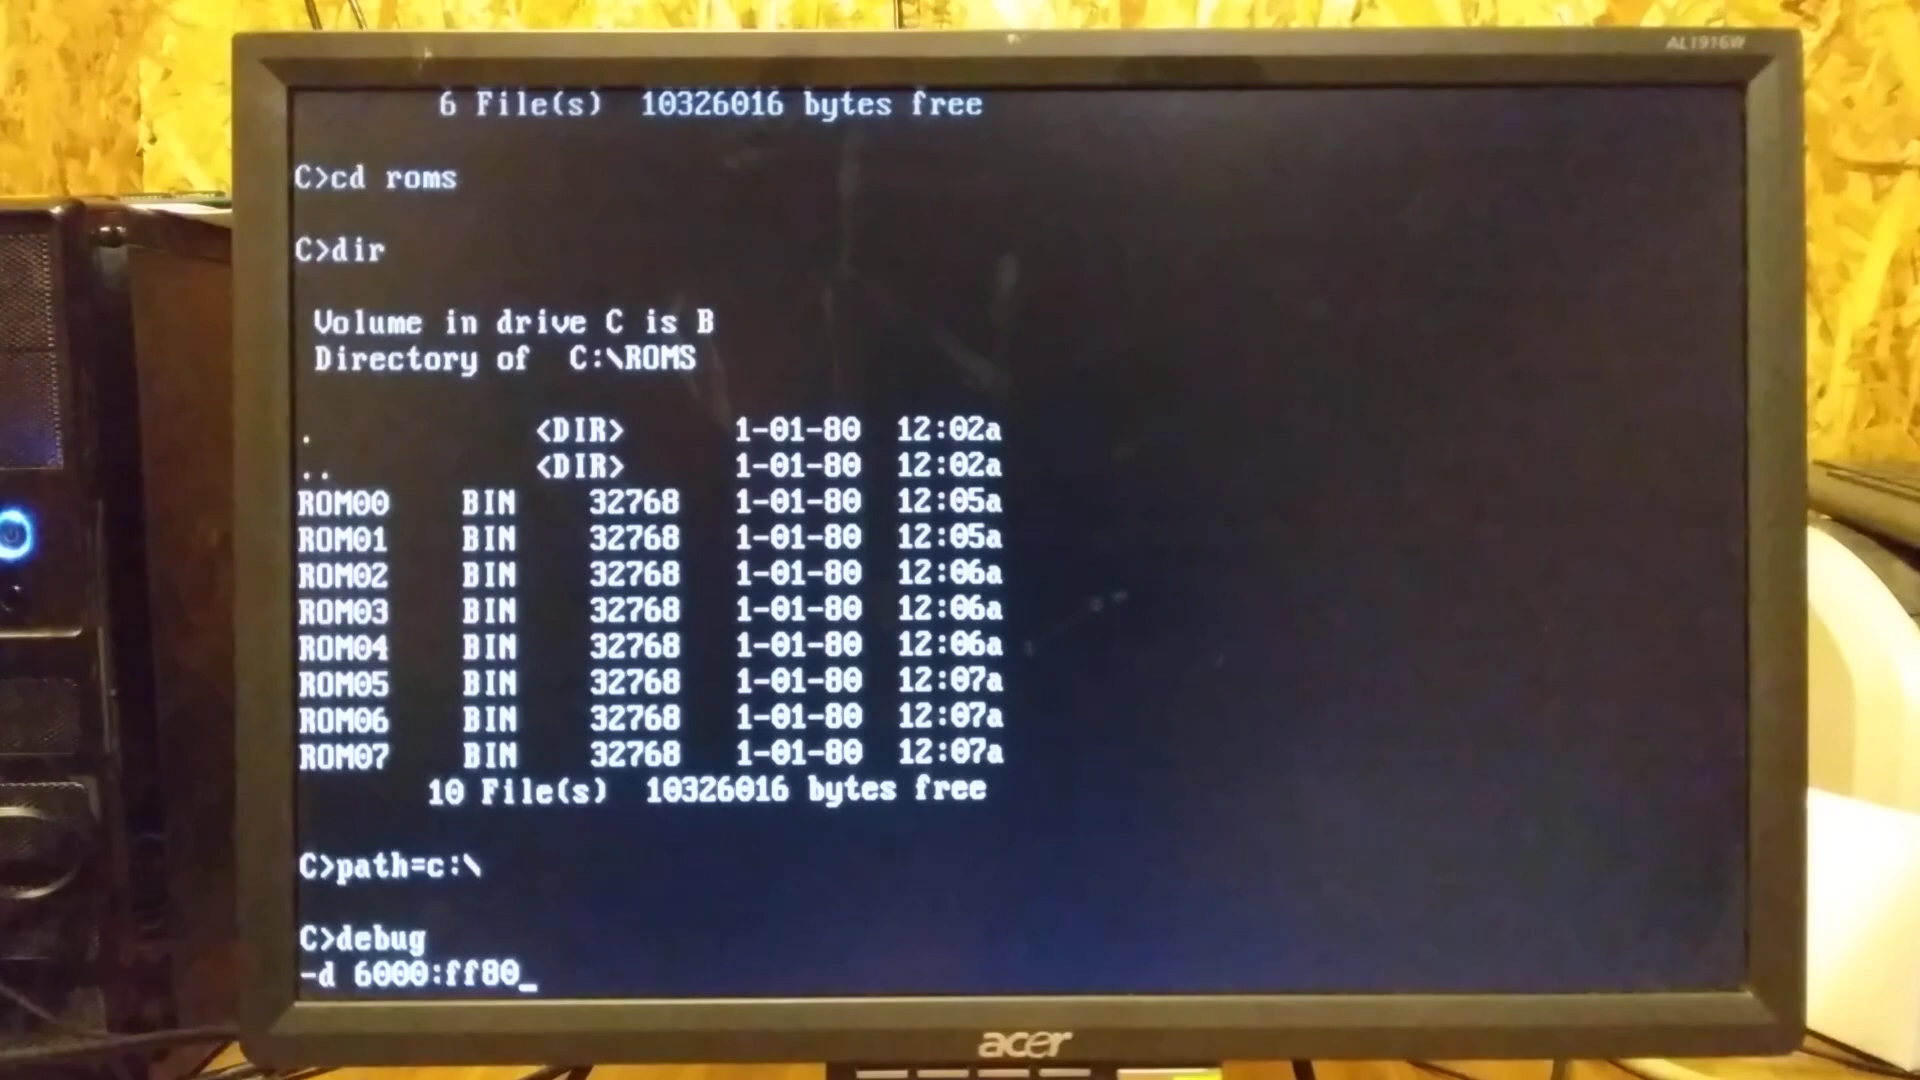 AL1916W
6 File(s) 10326016 bytes free
C>cd roms
C>dir
Volume in drive C is B
Directory of C:\ROMS
. <DIR> 1-01-80 12:02a
.. <DIR> 1-01-80 12:02a
ROM00 BIN 32768 1-01-80 12:05a
ROM01 BIN 32768 1-01-80 12:05a
ROM02 BIN 32768 1-01-80 12:06a
ROM03 BIN 32768 1-01-80 12:06a
ROM04 BIN 32768 1-01-80 12:06a
ROM05 BIN 32768 1-01-80 12:07a
ROM06 BIN 32768 1-01-80 12:07a
ROM07 BIN 32768 1-01-80 12:07a
10 File(s) 10326016 bytes free
C>path=c:\
C>debug
-d 6000:ff80_
acer